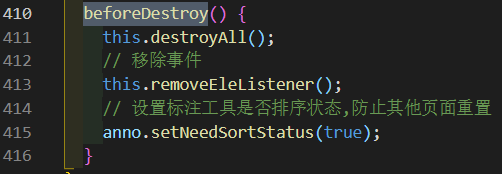 410 beforeDestroy() {
411 this.destroyAll();
412 // 移除事件
413 this.removeEleListener();
414 // 设置标注工具是否排序状态,防止其他页面重置
415 anno.setNeedSortStatus(true);
416 }